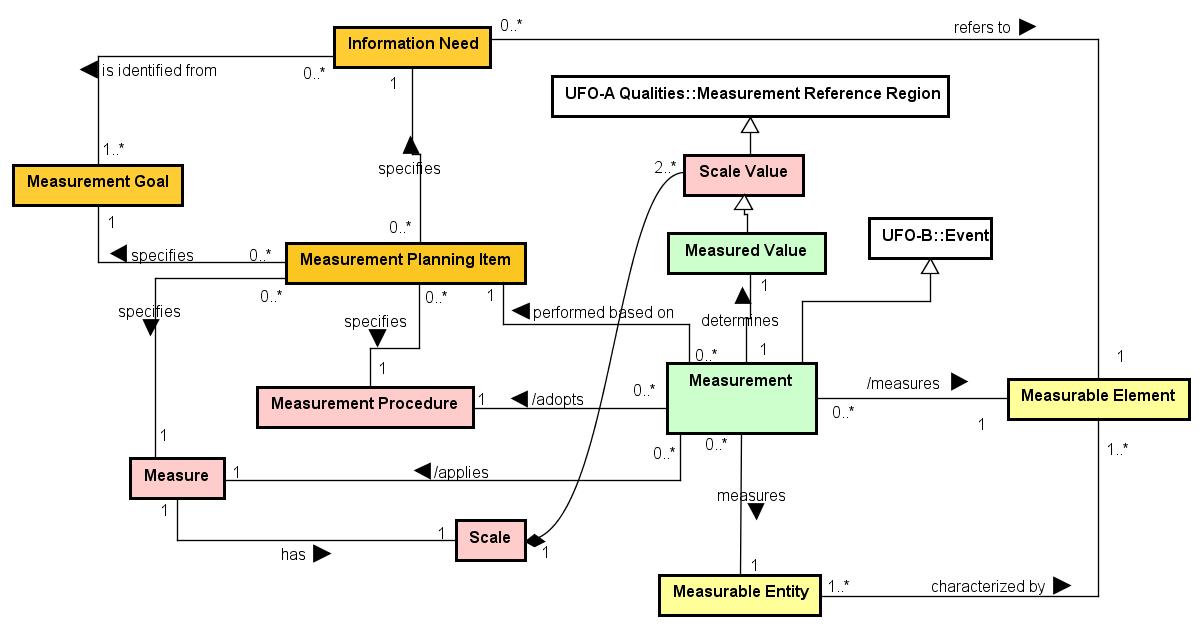 0..*
refers to
Information Need
is identified from
0..*
1
UFO-A Qualities::Measurement Reference Region
1..*
specifies
2..*
Scale Value
Measurement Goal
1
0..*
UFO-B::Event
specifies
0..*
Measurement Planning Item
Measured Value
0..*
0..*
1
1
specifies
specifies
performed based on
determines
1
0..*
1
1
Measurement
/measures
0..*
Measurable Element
Measurement Procedure
1
/adopts
0..*
1
1
0..*
0..*
1..*
Measure
1
/applies
measures
1
1
Scale
has
1
1
Measurable Entity
1..*
characterized by